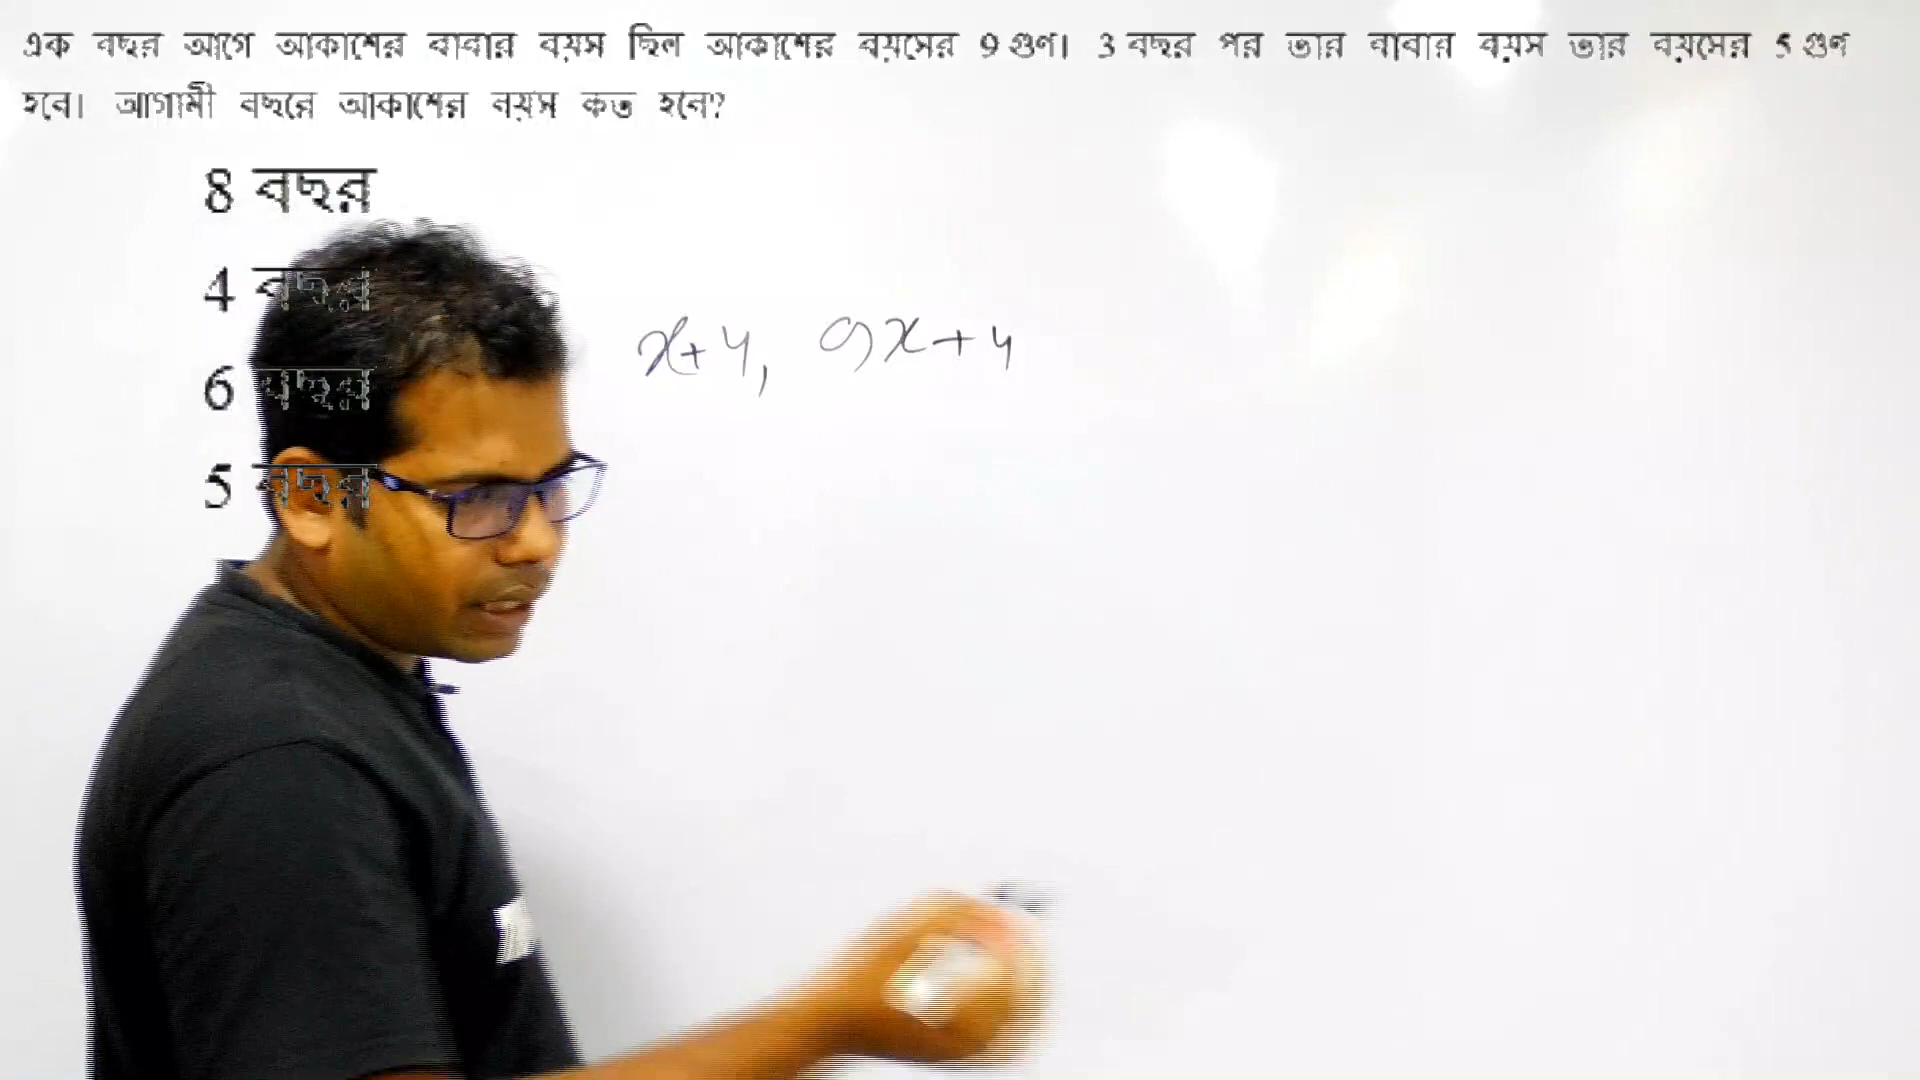 এক বছর আগে আকাশের বাবার বয়স ছিল আকাশের বয়সের 9 গুণ। 3 বছর পর তার বাবার বয়স তার বয়সের 5 গুণ
হবে। আগামী বছরে আকাশের বয়স কত হবে?
8 বছর
4 বছর
6 বছর
5 বছর
x+4, 9x+4